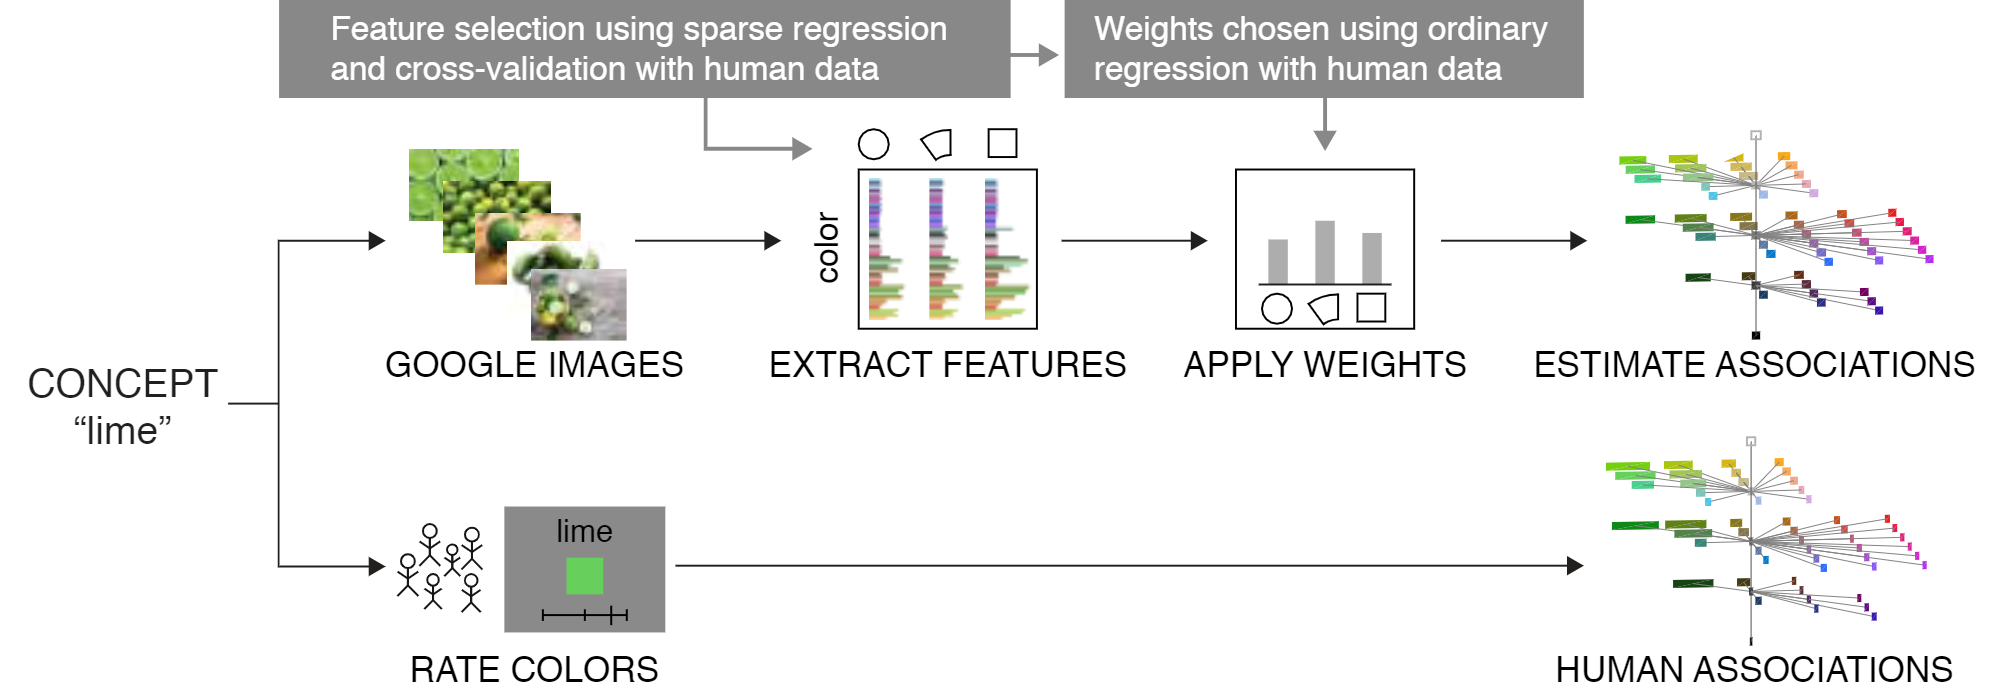 Feature selection using sparse regression
and cross-validation with human data
Weights chosen using ordinary
regression with human data
color
GOOGLE IMAGES
EXTRACT FEATURES
APPLY WEIGHTS
ESTIMATE ASSOCIATIONS
CONCEPT
“lime”
lime
RATE COLORS
HUMAN ASSOCIATIONS